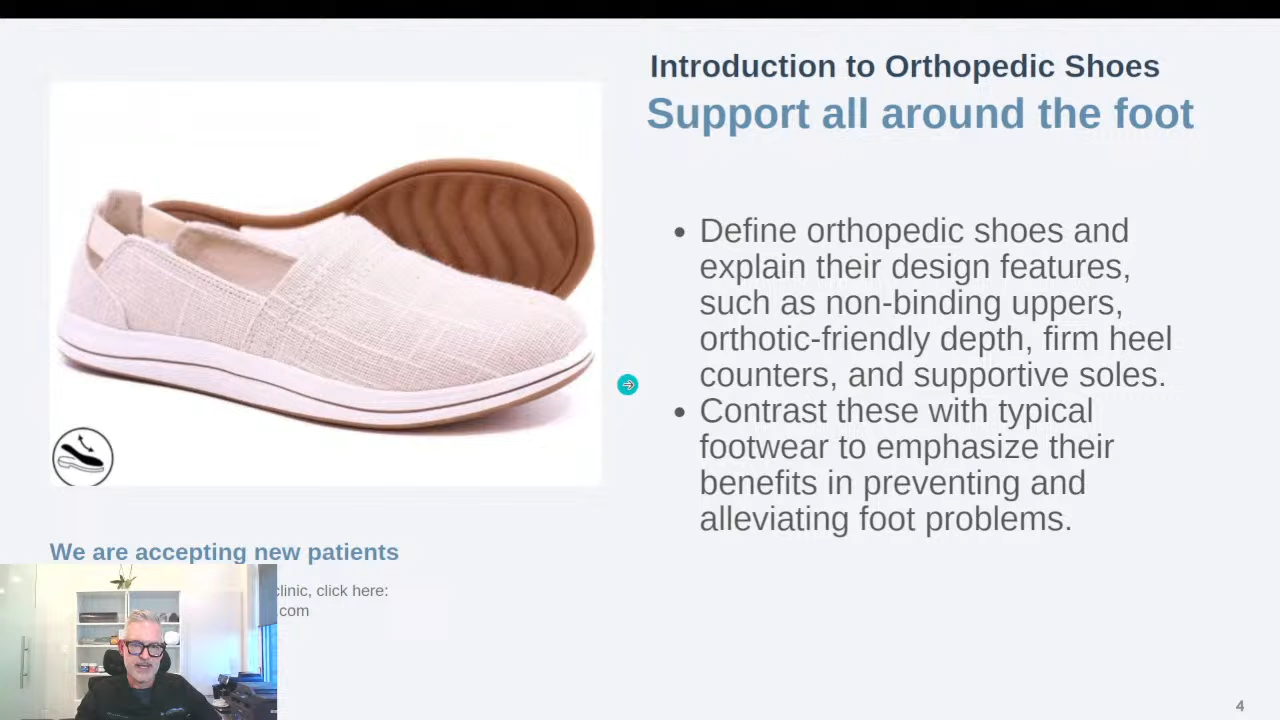 Introduction to Orthopedic Shoes
Support all around the foot
• Define orthopedic shoes and
explain their design features,
such as non-binding uppers,
orthotic-friendly depth, firm heel
counters, and supportive soles.
• Contrast these with typical
footwear to emphasize their
benefits in preventing and
alleviating foot problems.
We are accepting new patients
clinic, click here:
.com
4